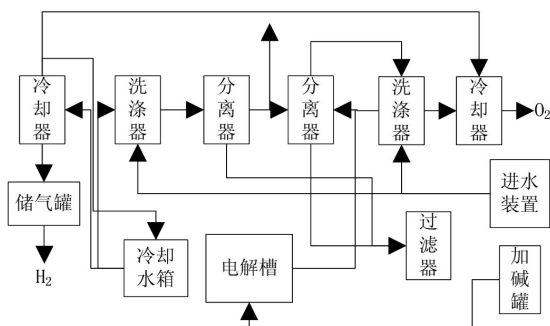 冷却器
洗涤器
分离器
分离器
洗涤器
冷却器
O₂
储气罐
进水
装置
H₂
冷却
水箱
电解槽
过滤器
加碱罐